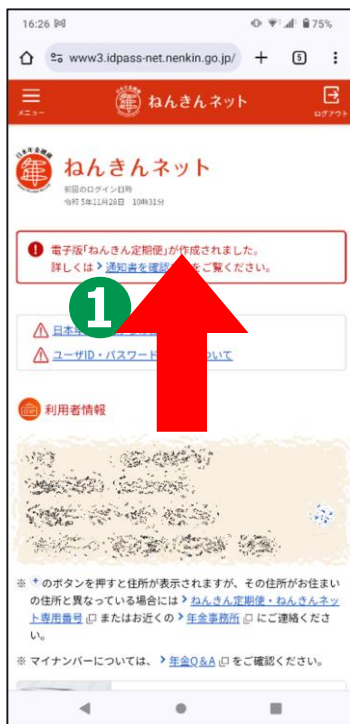 16:26
75%
www3.idpass-net.nenkin.go.jp/
5
メニュー
ねんきんネット
ログアウト
日本年金機構
年
ねんきんネット
前回のログイン日時
令和5年11月28日 10時31分
電子版「ねんきん定期便」が作成されました。
詳しくは 通知書を確認 をご覧ください。
1
日本年
ユーザID・パスワード ついて
利用者情報
※ + のボタンを押すと住所が表示されますが、その住所がお住まい
の住所と異なっている場合には ねんきん定期便・ねんきんネッ
ト専用番号 またはお近くの 年金事務所 にご連絡くださ
い。
※ マイナンバーについては、 年金Q&A をご確認ください。